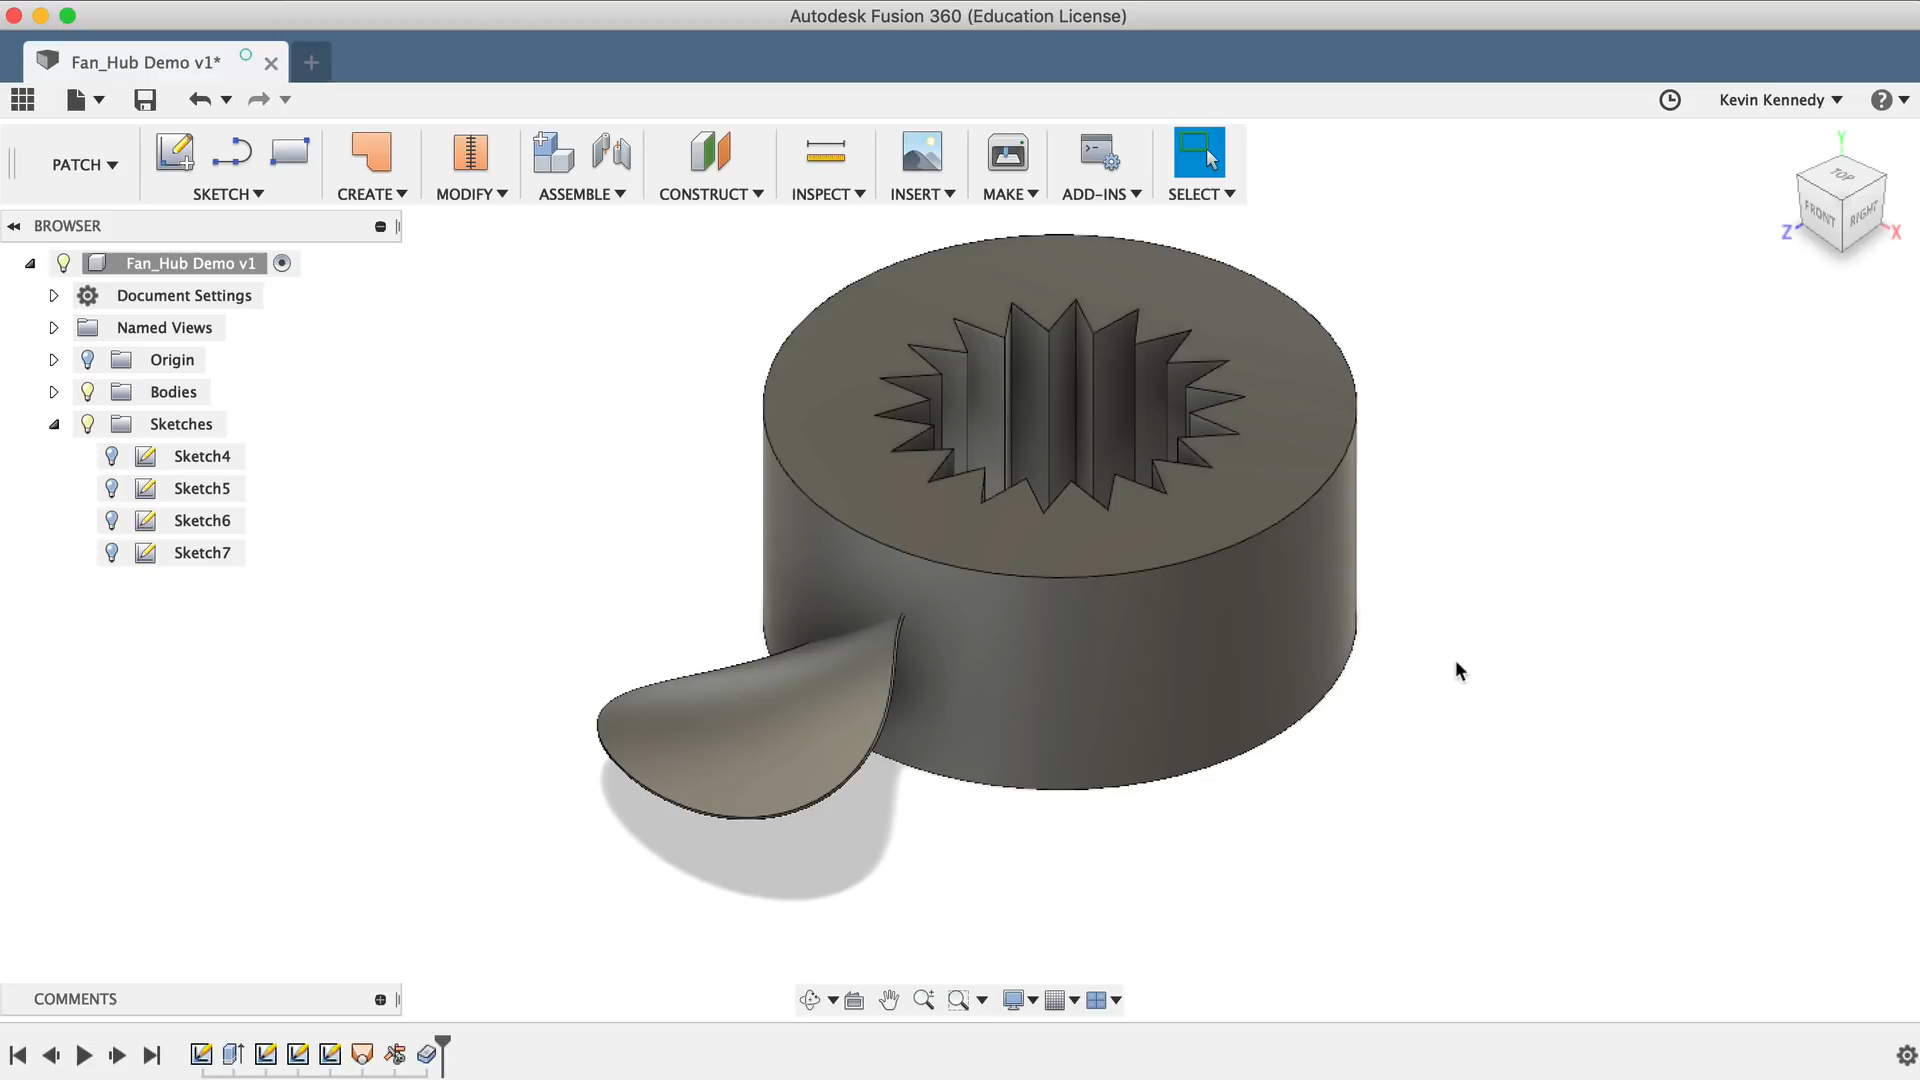 Autodesk Fusion 360 (Education License)
Fan_Hub Demo v1*
Kevin Kennedy
PATCH
SKETCH
CREATE
MODIFY
ASSEMBLE
CONSTRUCT
INSPECT
INSERT
MAKE
ADD-INS
SELECT
Y
TOP
FRONT
RIGHT
Z
X
BROWSER
Fan_Hub Demo v1
Document Settings
Named Views
Origin
Bodies
Sketches
Sketch4
Sketch5
Sketch6
Sketch7
COMMENTS